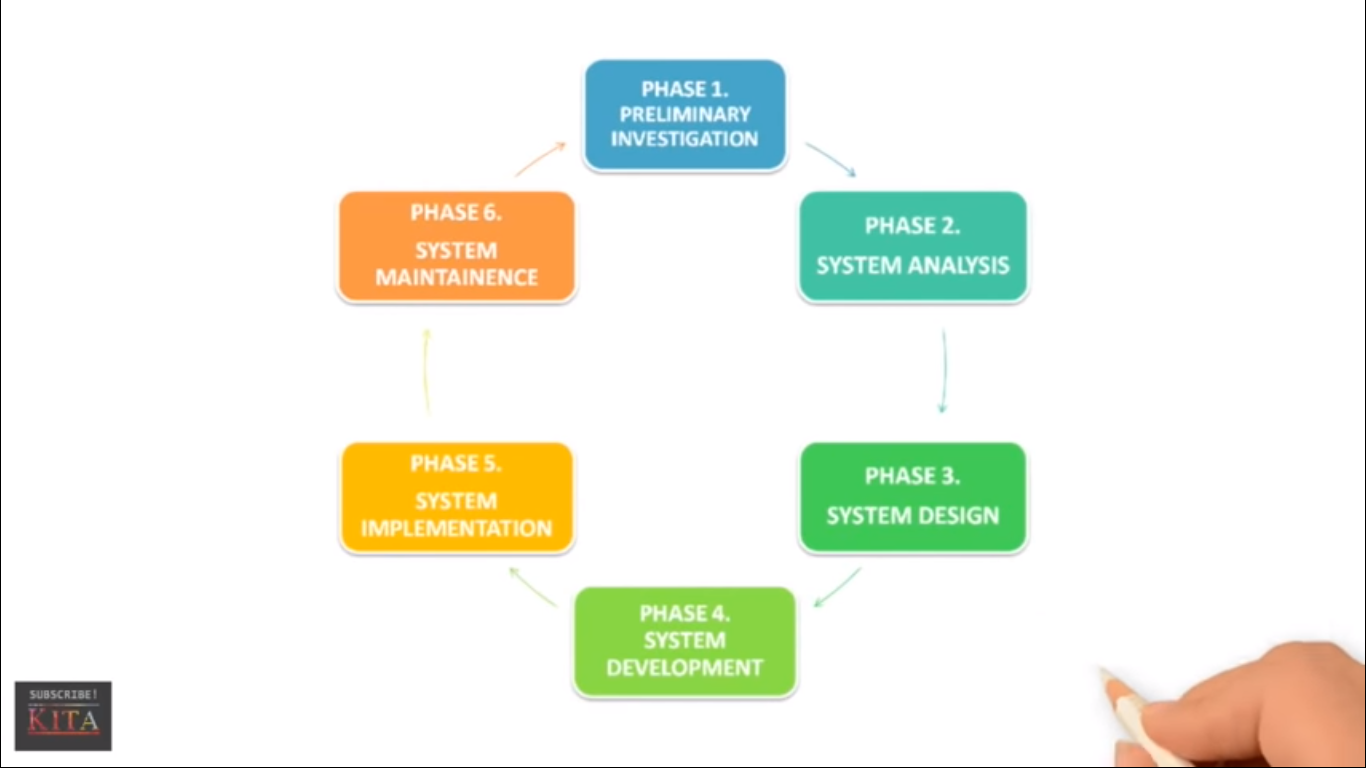 PHASE 1.
PRELIMINARY
INVESTIGATION
PHASE 2.
SYSTEM ANALYSIS
PHASE 3.
SYSTEM DESIGN
PHASE 4.
SYSTEM
DEVELOPMENT
PHASE 5.
SYSTEM
IMPLEMENTATION
PHASE 6.
SYSTEM
MAINTAINENCE
SUBSCRIBE!
KITA